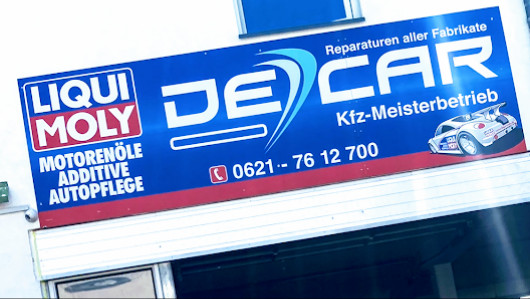 LIQUI
MOLY
MOTORENÖLE
ADDITIVE
AUTOPFLEGE
Reparaturen aller Fabrikate
DE CAR
Kfz-Meisterbetrieb
0621 - 76 12 700